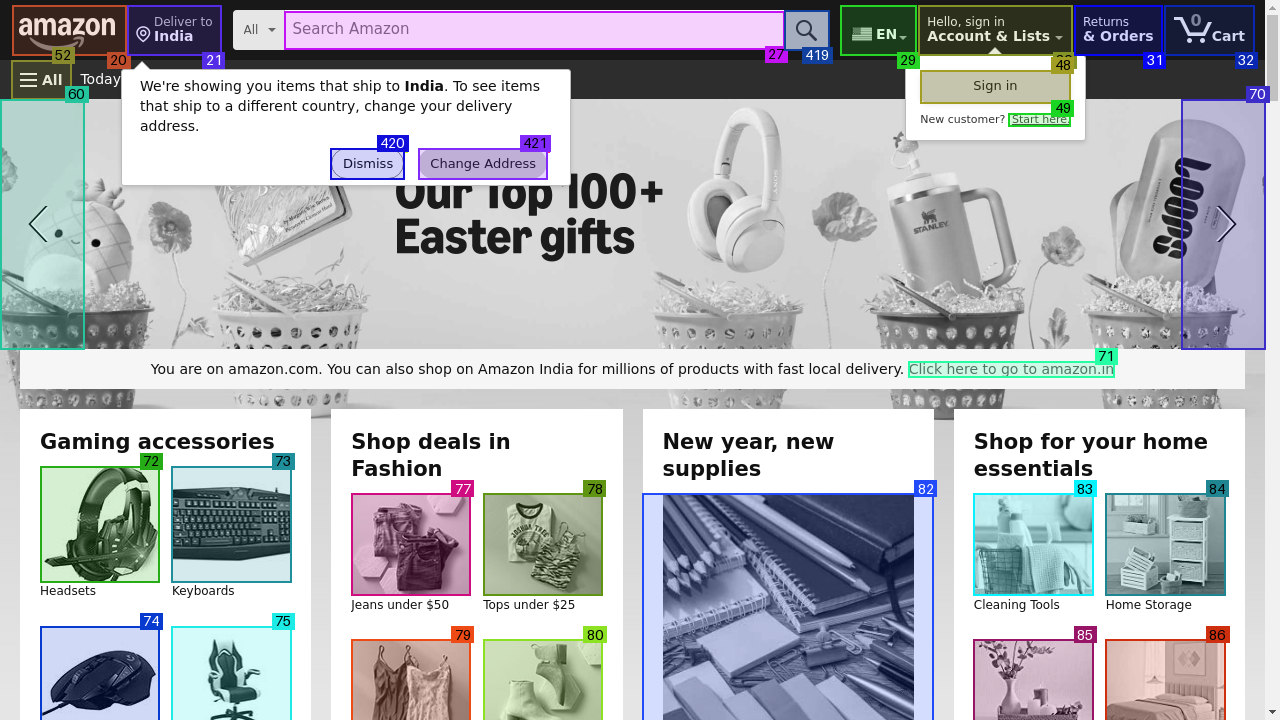 amazon
Deliver to
India
All
Search Amazon
EN
Hello, sign in
Account & Lists
Returns
& Orders
0
Cart
52
20
21
27
419
29
48
31
32
All
Today
60
We're showing you items that ship to India. To see items
that ship to a different country, change your delivery
address.
420
421
Dismiss
Change Address
Sign in
49
New customer? Start here.
70
Our Top 100+
Easter gifts
STANLEY
loops
71
You are on amazon.com. You can also shop on Amazon India for millions of products with fast local delivery. Click here to go to amazon.in
Gaming accessories
72
73
Headsets
Keyboards
74
75
Shop deals in
Fashion
77
78
Jeans under $50
Tops under $25
79
80
New year, new
supplies
82
Shop for your home
essentials
83
84
Cleaning Tools
Home Storage
85
86